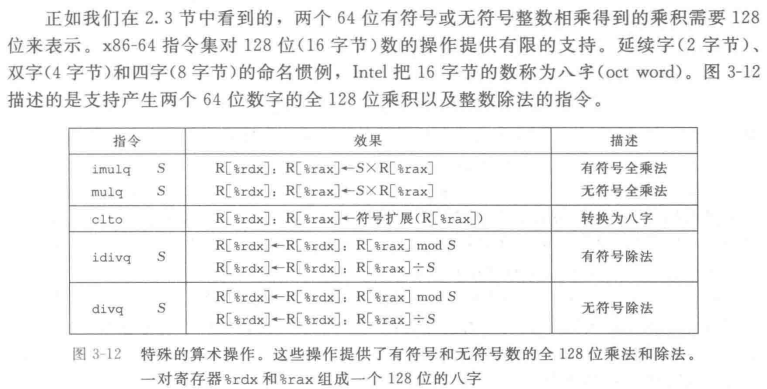 正如我们在 2.3 节中看到的，两个 64 位有符号或无符号整数相乘得到的乘积需要 128
位来表示。x86-64 指令集对 128 位(16 字节)数的操作提供有限的支持。延续字(2 字节)、
双字(4 字节)和四字(8 字节)的命名惯例，Intel 把 16 字节的数称为八字(oct word)。图 3-12
描述的是支持产生两个 64 位数字的全 128 位乘积以及整数除法的指令。
指令 效果 描述
imulq S R[%rdx]：R[%rax]←S×R[%rax] 有符号全乘法
mulq S R[%rdx]：R[%rax]←S×R[%rax] 无符号全乘法
clto R[%rdx]：R[%rax]←符号扩展(R[%rax]) 转换为八字
idivq S R[%rdx]←R[%rdx]：R[%rax] mod S 有符号除法
R[%rdx]←R[%rdx]：R[%rax]÷S
divq S R[%rdx]←R[%rdx]：R[%rax] mod S 无符号除法
R[%rdx]←R[%rdx]：R[%rax]÷S
图 3-12 特殊的算术操作。这些操作提供了有符号和无符号数的全 128 位乘法和除法。
一对寄存器%rdx 和%rax 组成一个 128 位的八字